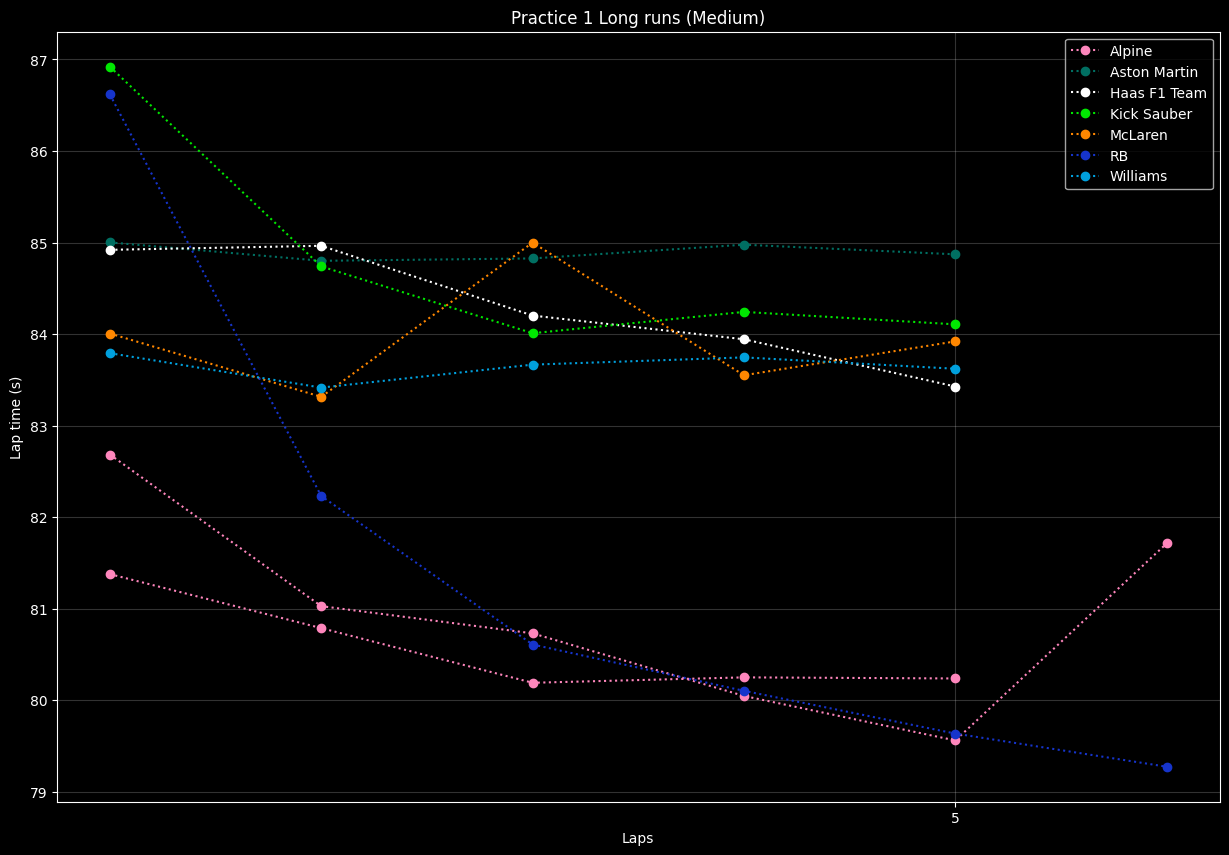 Practice 1 Long runs (Medium)
Alpine
Aston Martin
Haas F1 Team
Kick Sauber
McLaren
RB
Williams
87
86
85
84
83
82
81
80
79
Lap time (s)
5
Laps